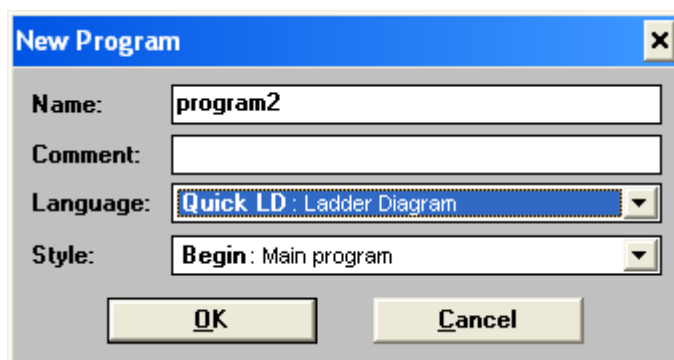 New Program
Name: program2
Comment:
Language: Quick LD : Ladder Diagram
Style: Begin : Main program
OK Cancel